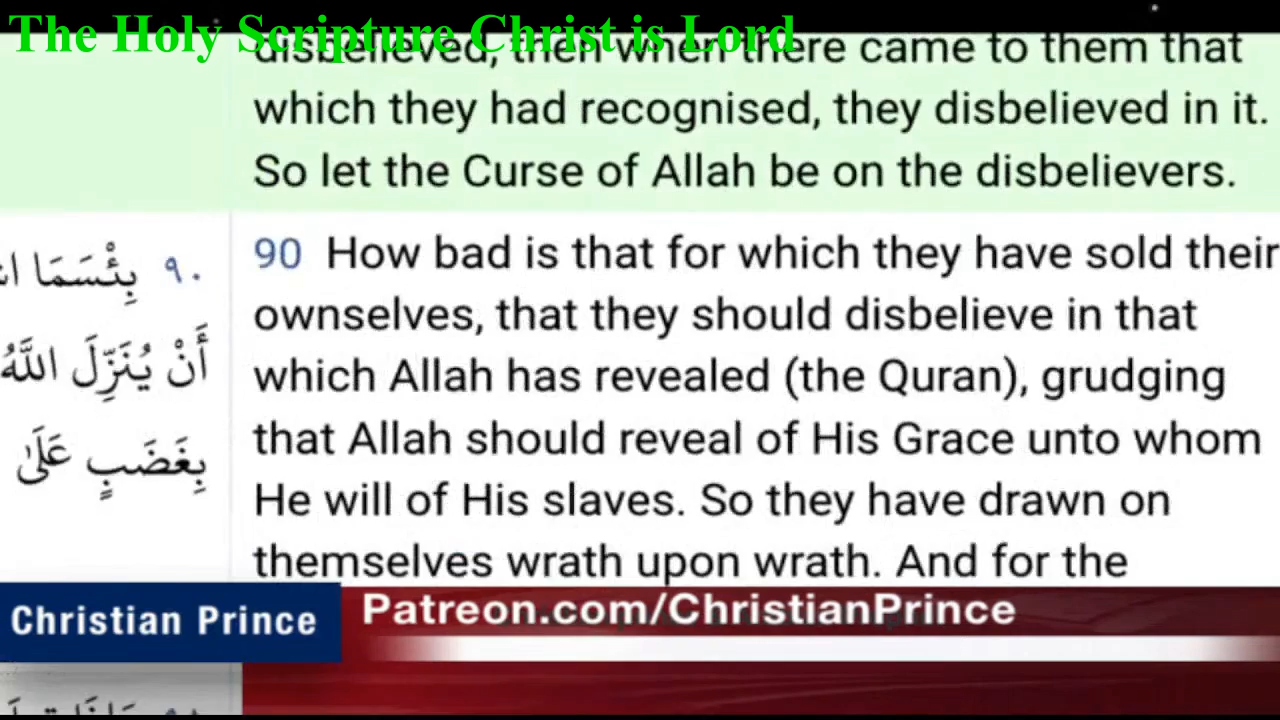 The Holy Scripture Christ is Lord
disbelieved, then when there came to them that
which they had recognised, they disbelieved in it.
So let the Curse of Allah be on the disbelievers.
90 How bad is that for which they have sold their
ownselves, that they should disbelieve in that
which Allah has revealed (the Quran), grudging
that Allah should reveal of His Grace unto whom
He will of His slaves. So they have drawn on
themselves wrath upon wrath. And for the
٩٠ بِئْسَمَا
أَنْ يُنَزِّلَ اللَّهُ
بِغَضَبٍ عَلَىٰ
Christian Prince
Patreon.com/ChristianPrince